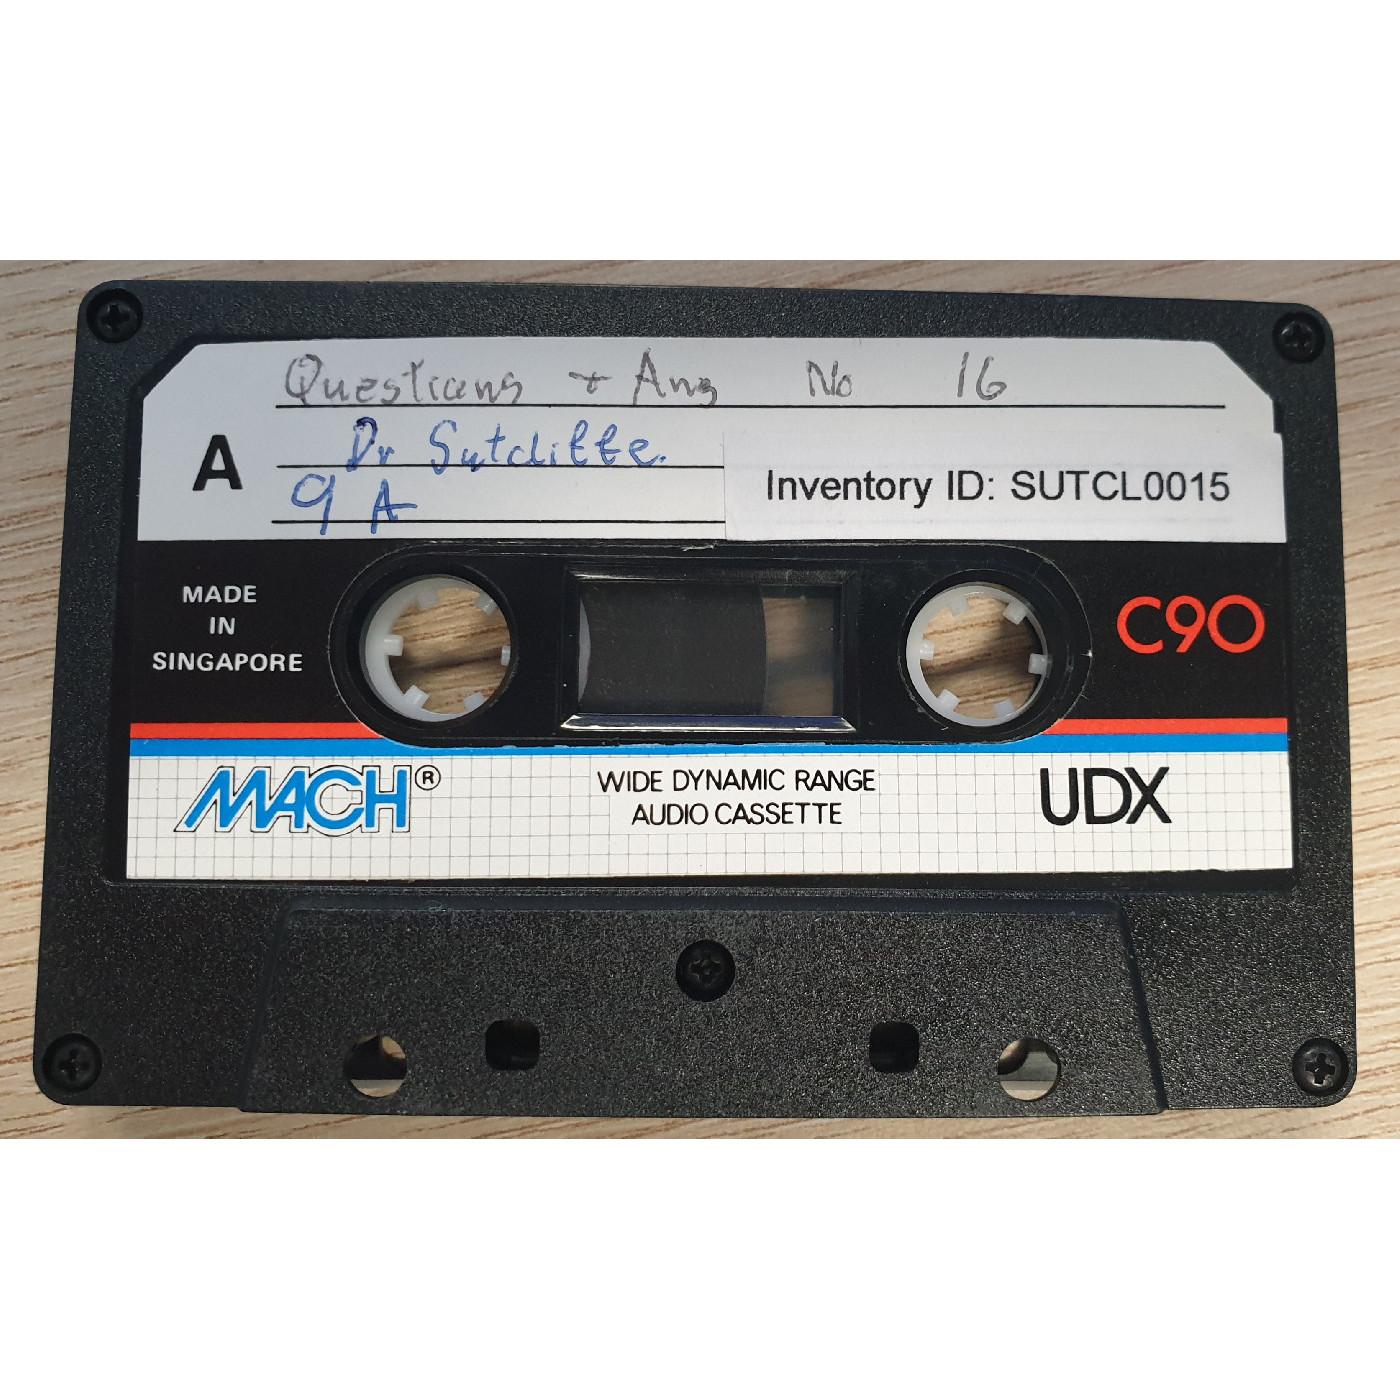 Questions + Ans No 16
A
Dr Sutcliffe.
9 A
Inventory ID: SUTCL0015
MADE
IN
SINGAPORE
C90
MACH®
WIDE DYNAMIC RANGE
AUDIO CASSETTE
UDX